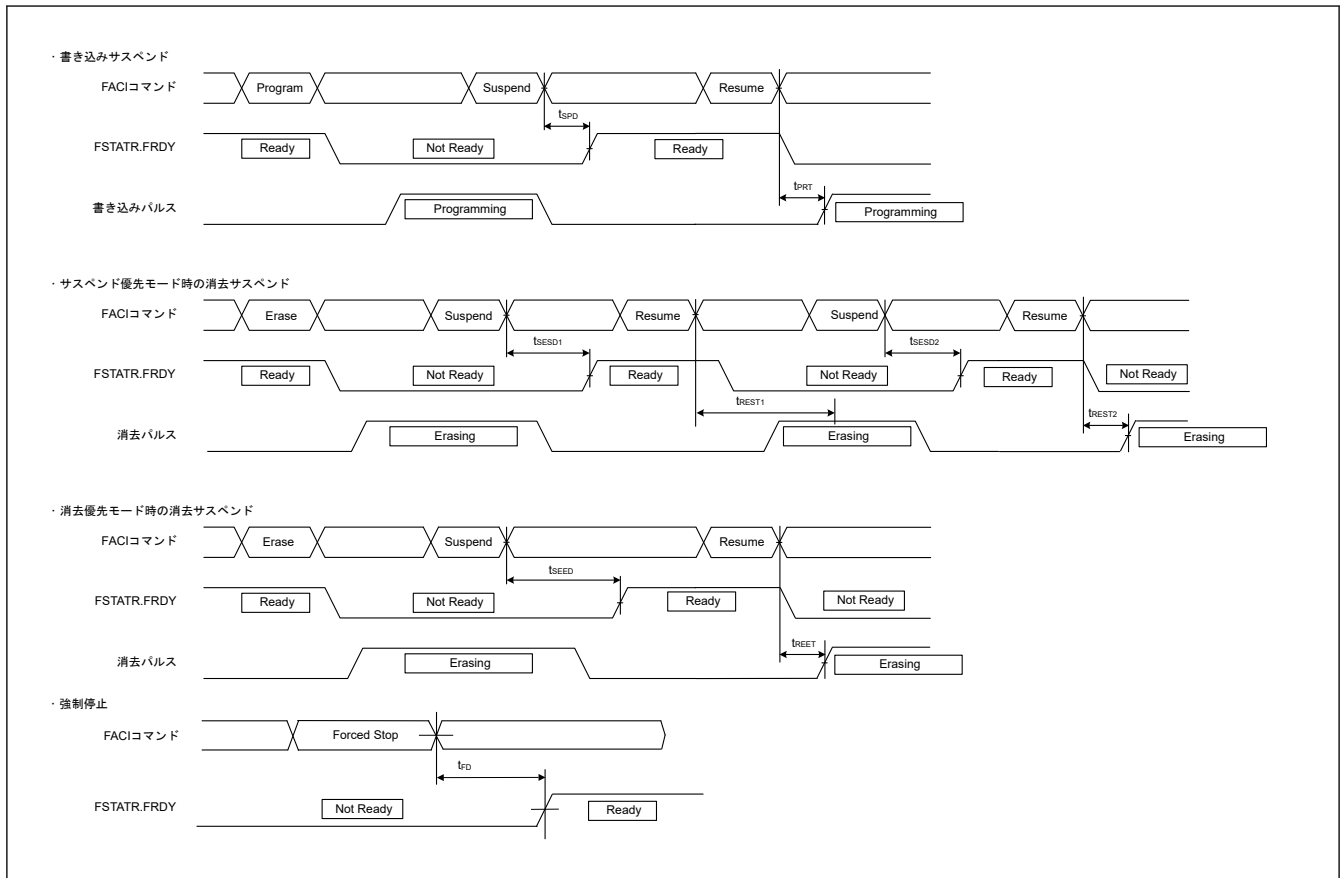 ・書き込みサスペンド
FACIコマンド Program Suspend Resume
tSPD
FSTATR.FRDY Ready Not Ready Ready
tPRT
書き込みパルス Programming Programming
・サスペンド優先モード時の消去サスペンド
FACIコマンド Erase Suspend Resume Suspend Resume
tSESD1 tSESD2
FSTATR.FRDY Ready Not Ready Ready Not Ready Ready Not Ready
tREST1 tREST2
消去パルス Erasing Erasing Erasing
・消去優先モード時の消去サスペンド
FACIコマンド Erase Suspend Resume
tSEED
FSTATR.FRDY Ready Not Ready Ready Not Ready
tREET
消去パルス Erasing Erasing
・強制停止
FACIコマンド Forced Stop
tFD
FSTATR.FRDY Not Ready Ready